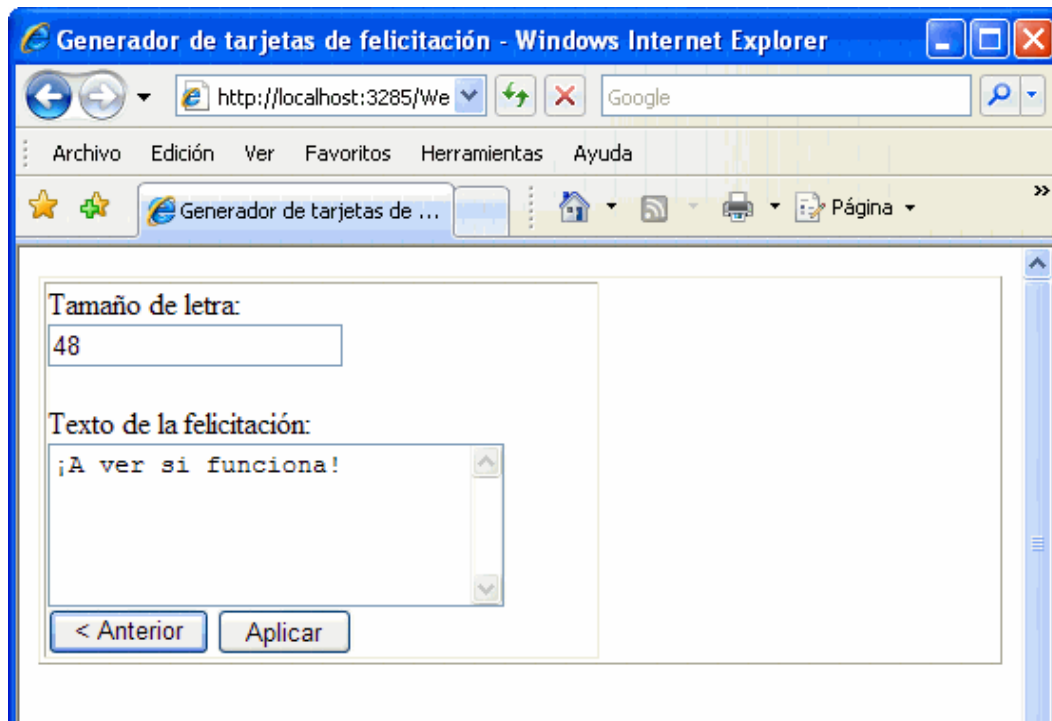 Generador de tarjetas de felicitación - Windows Internet Explorer
http://localhost:3285/We
Google
Archivo Edición Ver Favoritos Herramientas Ayuda
Generador de tarjetas de ...
Página
Tamaño de letra:
48
Texto de la felicitación:
¡A ver si funciona!
< Anterior Aplicar